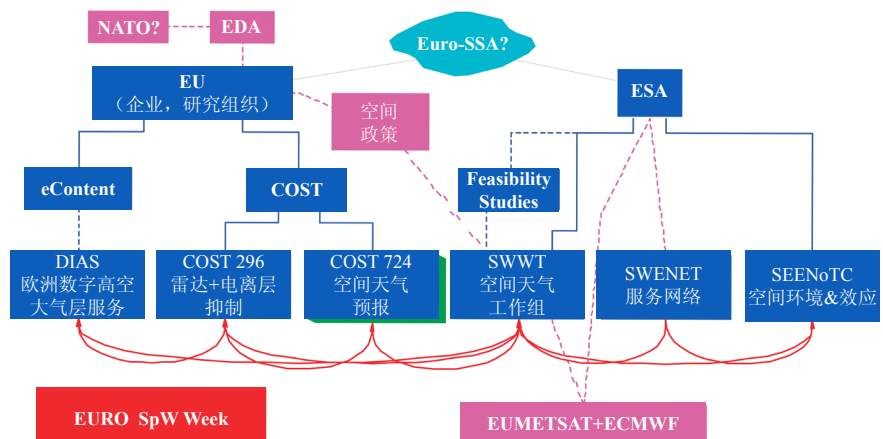 NATO?
EDA
Euro-SSA?
EU
（企业，研究组织）
ESA
空间
政策
eContent
COST
Feasibility
Studies
DIAS
欧洲数字高空
大气层服务
COST 296
雷达+电离层
抑制
COST 724
空间天气
预报
SWWT
空间天气
工作组
SWENET
服务网络
SEENoTC
空间环境&效应
EURO SpW Week
EUMETSAT+ECMWF